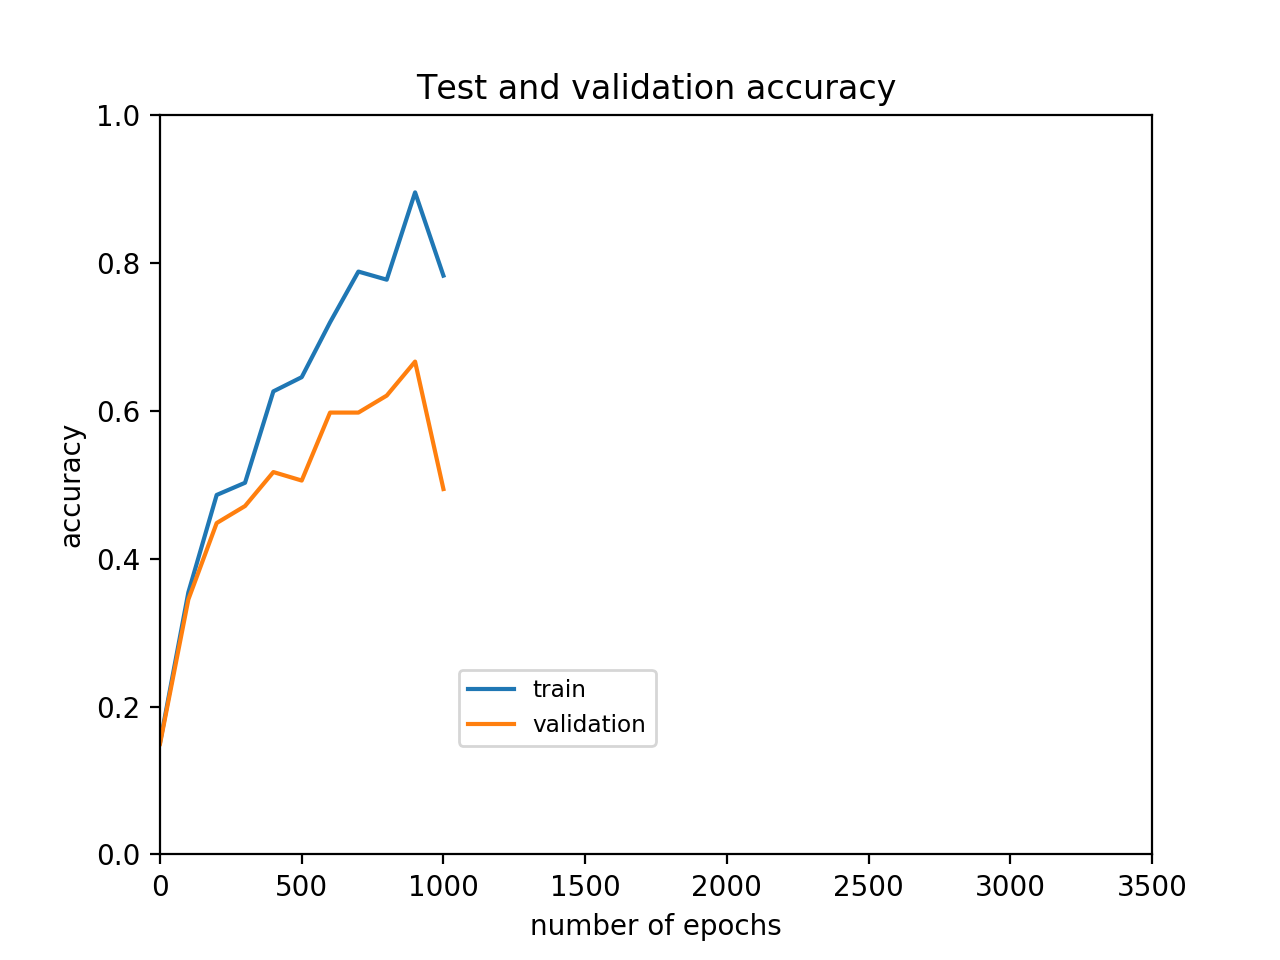 Test and validation accuracy
1.0
0.8
0.6
0.4
0.2
0.0
accuracy
train
validation
0 500 1000 1500 2000 2500 3000 3500
number of epochs